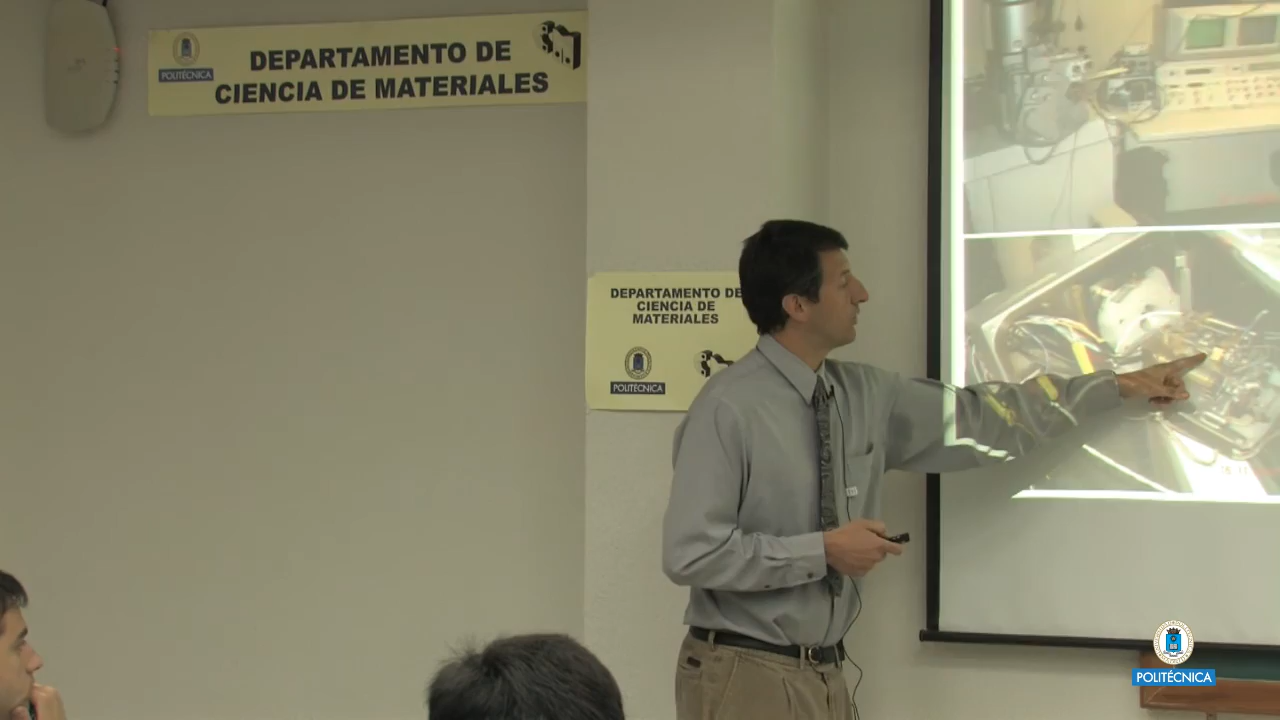 DEPARTAMENTO DE
CIENCIA DE MATERIALES
POLITÉCNICA
DEPARTAMENTO DE
CIENCIA DE
MATERIALES
POLITÉCNICA
POLITÉCNICA